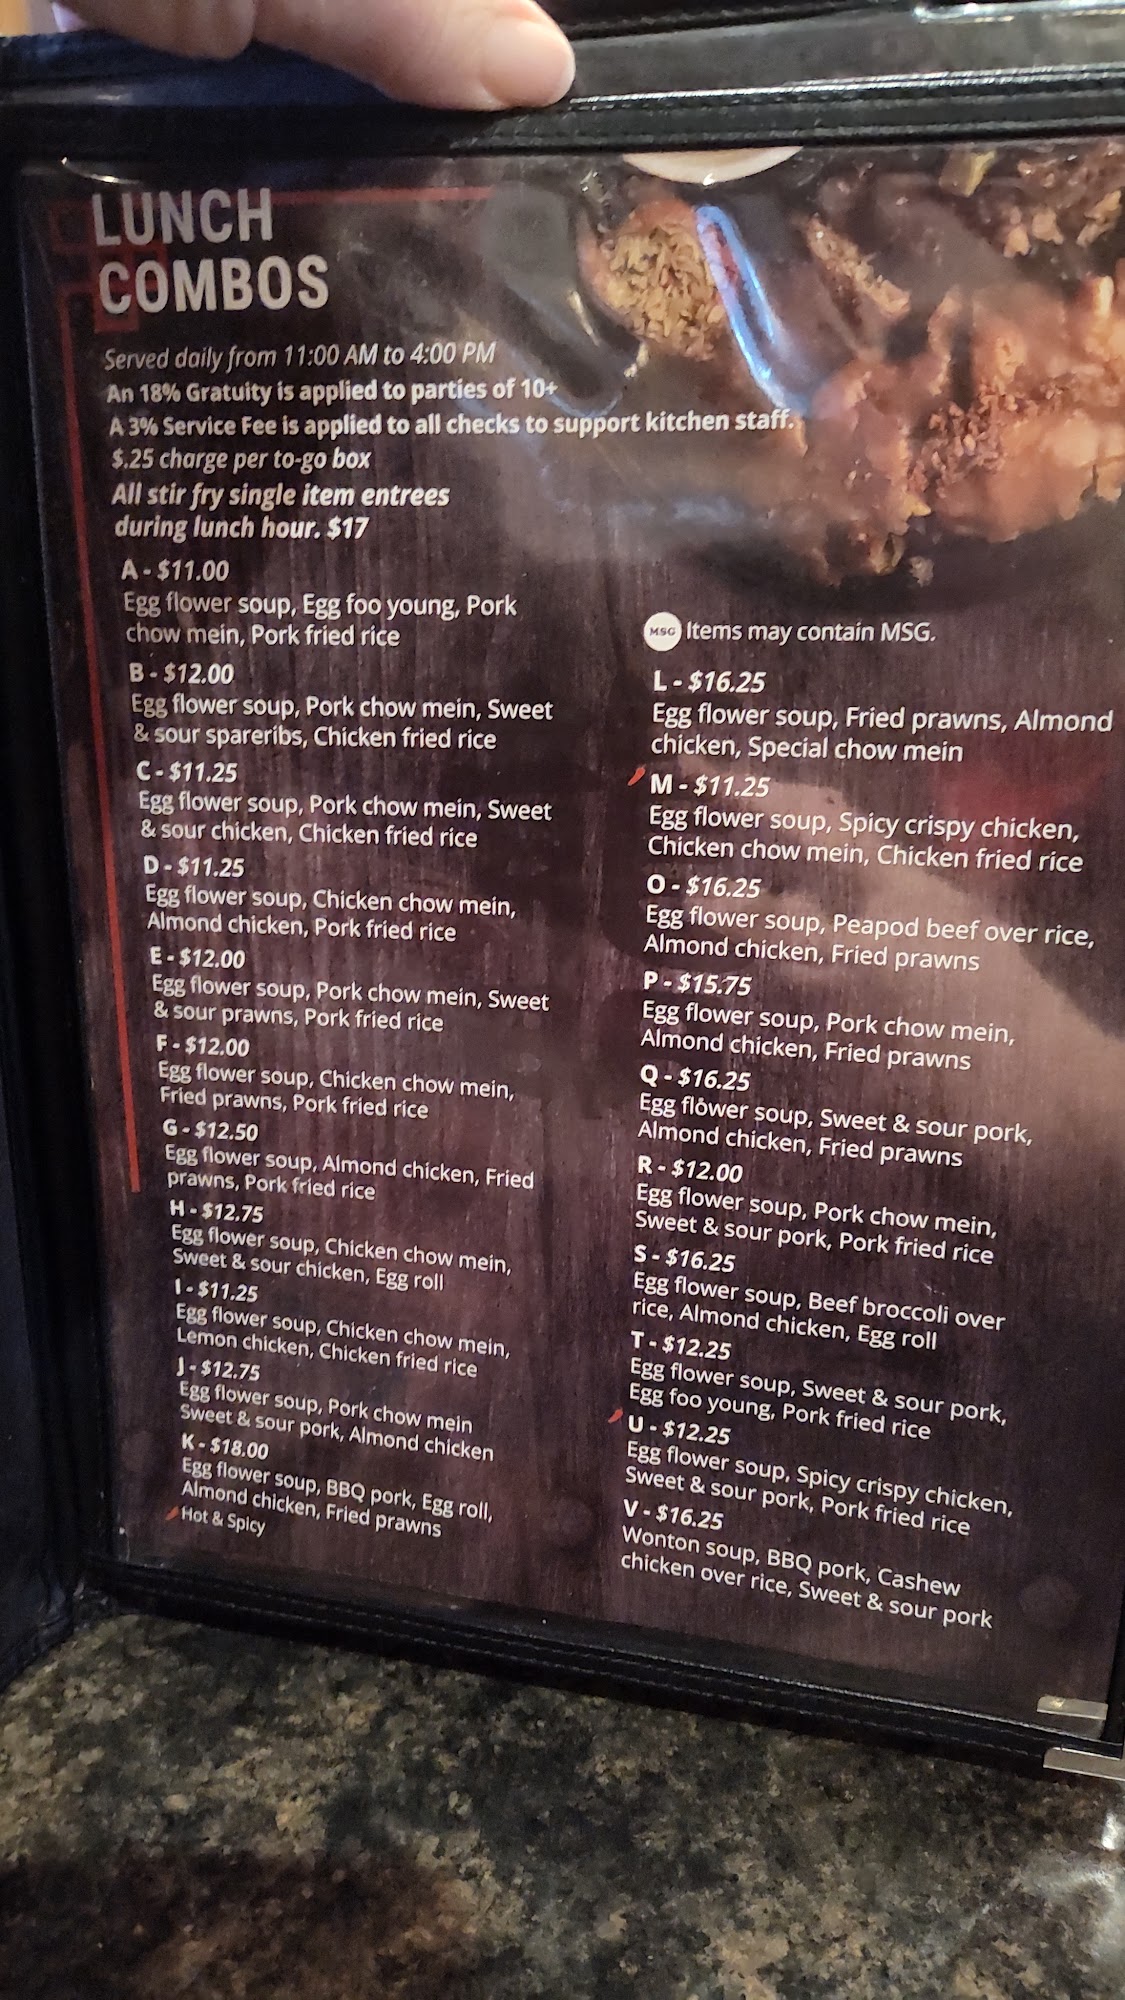 LUNCH
COMBOS
Served daily from 11:00 AM to 4:00 PM
An 18% Gratuity is applied to parties of 10+
A 3% Service Fee is applied to all checks to support kitchen staff.
$.25 charge per to-go box
All stir fry single item entrees
during lunch hour. $17
A - $11.00
Egg flower soup, Egg foo young, Pork
chow mein, Pork fried rice
B - $12.00
Egg flower soup, Pork chow mein, Sweet
& sour spareribs, Chicken fried rice
C - $11.25
Egg flower soup, Pork chow mein, Sweet
& sour chicken, Chicken fried rice
D - $11.25
Egg flower soup, Chicken chow mein,
Almond chicken, Pork fried rice
E - $12.00
Egg flower soup, Pork chow mein, Sweet
& sour prawns, Pork fried rice
F - $12.00
Egg flower soup, Chicken chow mein,
Fried prawns, Pork fried rice
G - $12.50
Egg flower soup, Almond chicken, Fried
prawns, Pork fried rice
H - $12.75
Egg flower soup, Chicken chow mein,
Sweet & sour chicken, Egg roll
I - $11.25
Egg flower soup, Chicken chow mein,
Lemon chicken, Chicken fried rice
J - $12.75
Egg flower soup, Pork chow mein
Sweet & sour pork, Almond chicken
K - $18.00
Egg flower soup, BBQ pork, Egg roll,
Almond chicken, Fried prawns
Hot & Spicy
MSG Items may contain MSG.
L - $16.25
Egg flower soup, Fried prawns, Almond
chicken, Special chow mein
M - $11.25
Egg flower soup, Spicy crispy chicken,
Chicken chow mein, Chicken fried rice
O - $16.25
Egg flower soup, Peapod beef over rice,
Almond chicken, Fried prawns
P - $15.75
Egg flower soup, Pork chow mein,
Almond chicken, Fried prawns
Q - $16.25
Egg flower soup, Sweet & sour pork,
Almond chicken, Fried prawns
R - $12.00
Egg flower soup, Pork chow mein,
Sweet & sour pork, Pork fried rice
S - $16.25
Egg flower soup, Beef broccoli over
rice, Almond chicken, Egg roll
T - $12.25
Egg flower soup, Sweet & sour pork,
Egg foo young, Pork fried rice
U - $12.25
Egg flower soup, Spicy crispy chicken,
Sweet & sour pork, Pork fried rice
V - $16.25
Wonton soup, BBQ pork, Cashew
chicken over rice, Sweet & sour pork